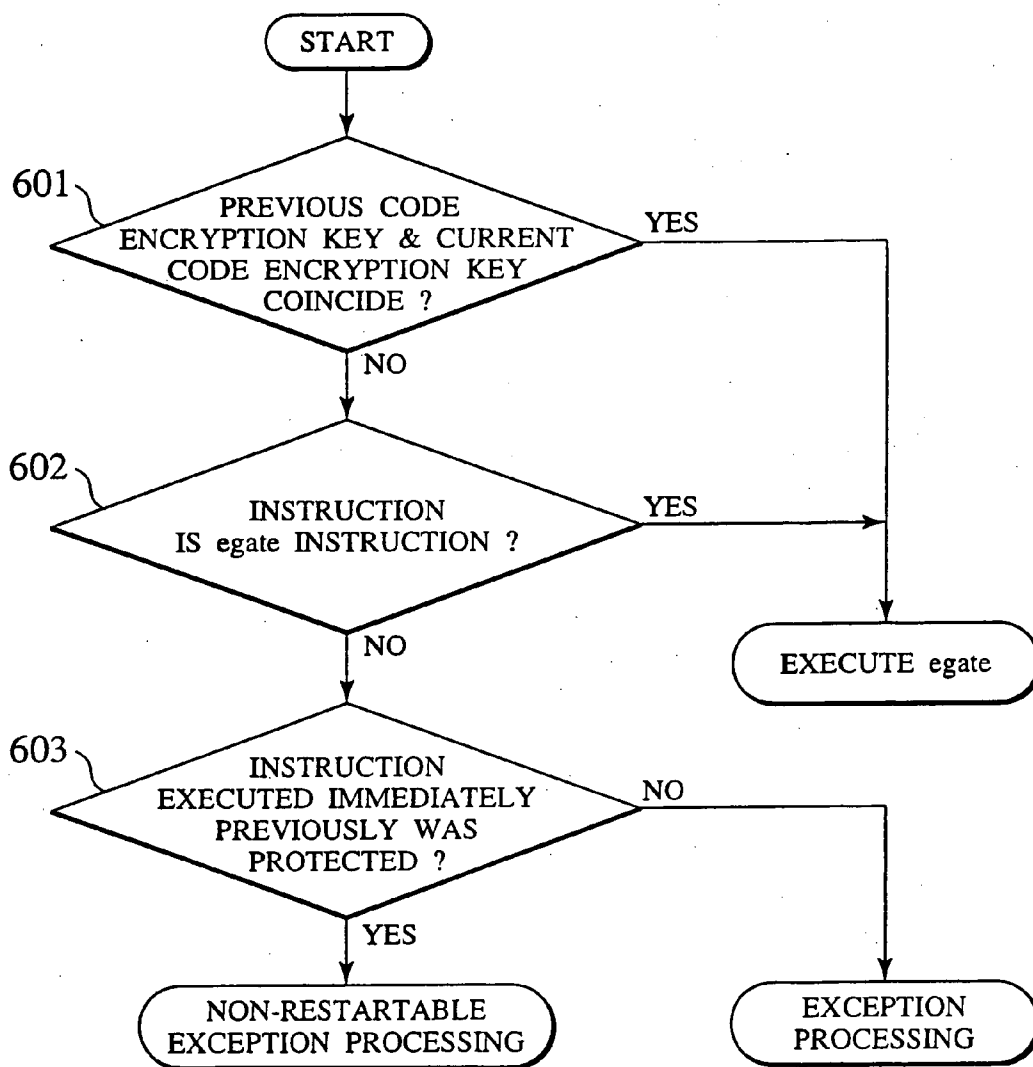 START
601
PREVIOUS CODE
ENCRYPTION KEY & CURRENT
CODE ENCRYPTION KEY
COINCIDE ?
YES
NO
602
INSTRUCTION
IS egate INSTRUCTION ?
YES
NO
EXECUTE egate
603
INSTRUCTION
EXECUTED IMMEDIATELY
PREVIOUSLY WAS
PROTECTED ?
NO
YES
NON-RESTARTABLE
EXCEPTION PROCESSING
EXCEPTION
PROCESSING